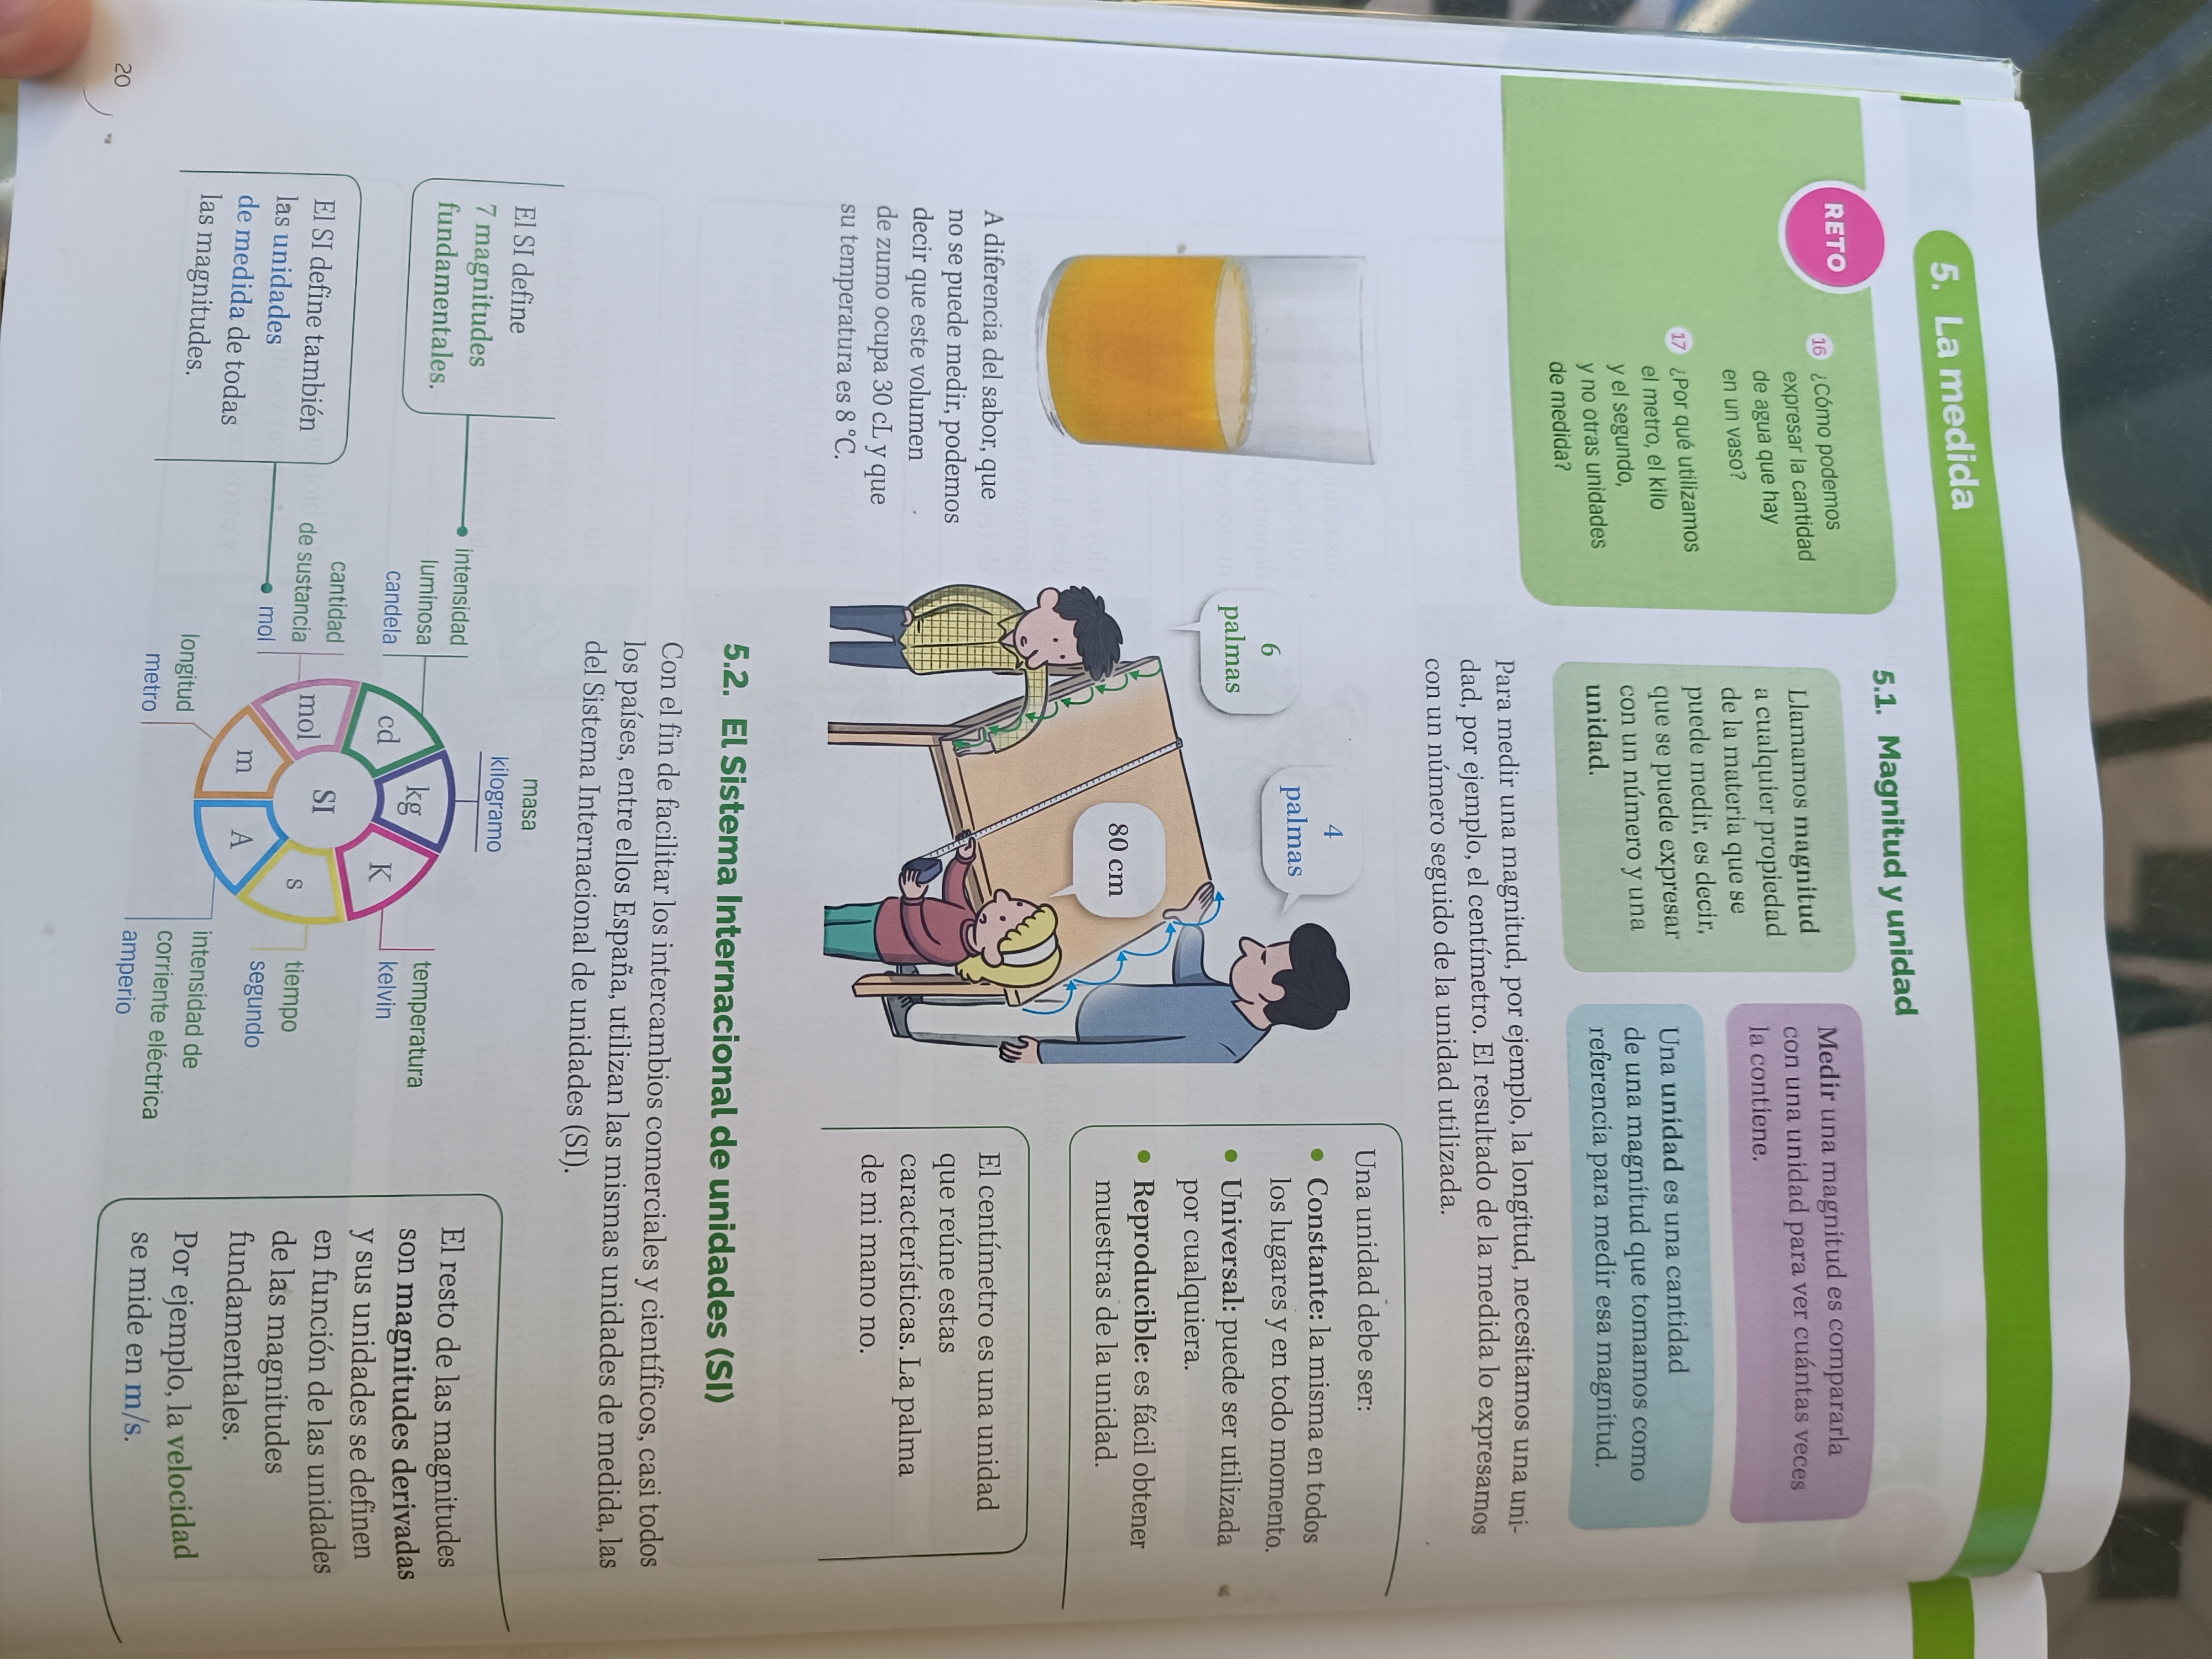 5. La medida
RETO
16 ¿Cómo podemos
expresar la cantidad
de agua que hay
en un vaso?
17 ¿Por qué utilizamos
el metro, el kilo
y el segundo,
y no otras unidades
de medida?
5.1. Magnitud y unidad
Llamamos magnitud
a cualquier propiedad
de la materia que se
puede medir, es decir,
que se puede expresar
con un número y una
unidad.
Medir una magnitud es compararla
con una unidad para ver cuántas veces
la contiene.
Una unidad es una cantidad
de una magnitud que tomamos como
referencia para medir esa magnitud.
Para medir una magnitud, por ejemplo, la longitud, necesitamos una uni-
dad, por ejemplo, el centímetro. El resultado de la medida lo expresamos
con un número seguido de la unidad utilizada.
A diferencia del sabor, que
no se puede medir, podemos
decir que este volumen
de zumo ocupa 30 cL y que
su temperatura es 8 °C.
6
palmas
4
palmas
80 cm
Una unidad debe ser:
• Constante: la misma en todos
los lugares y en todo momento.
• Universal: puede ser utilizada
por cualquiera.
• Reproducible: es fácil obtener
muestras de la unidad.
El centímetro es una unidad
que reúne estas
características. La palma
de mi mano no.
5.2. El Sistema Internacional de unidades (SI)
Con el fin de facilitar los intercambios comerciales y científicos, casi todos
los países, entre ellos España, utilizan las mismas unidades de medida, las
del Sistema Internacional de unidades (SI).
El SI define
7 magnitudes
fundamentales.
El SI define también
las unidades
de medida de todas
las magnitudes.
masa
kilogramo
intensidad
luminosa
candela
cantidad
de sustancia
mol
longitud
metro
temperatura
kelvin
tiempo
segundo
intensidad de
corriente eléctrica
amperio
kg
cd
K
SI
mol
s
m
A
El resto de las magnitudes
son magnitudes derivadas
y sus unidades se definen
en función de las unidades
de las magnitudes
fundamentales.
Por ejemplo, la velocidad
se mide en m/s.
20